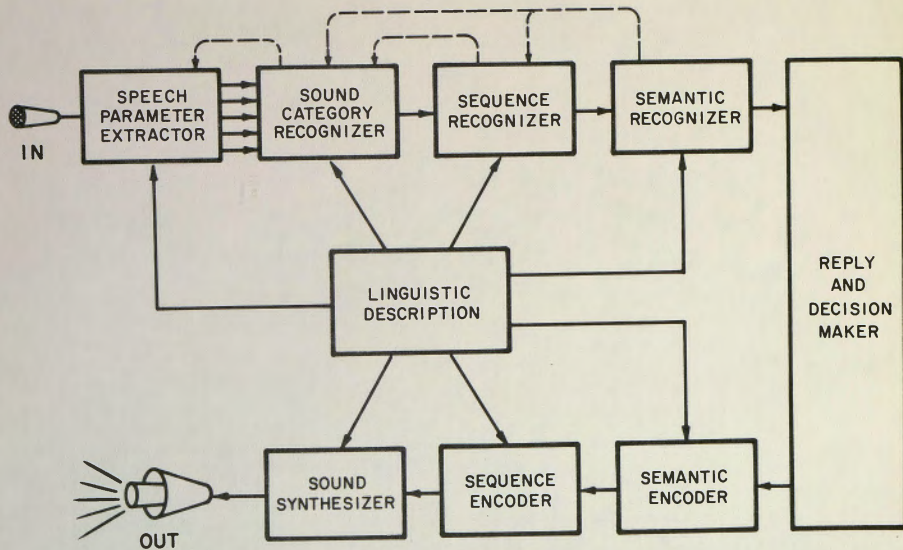 SPEECH
PARAMETER
EXTRACTOR
SOUND
CATEGORY
RECOGNIZER
SEQUENCE
RECOGNIZER
SEMANTIC
RECOGNIZER
IN
LINGUISTIC
DESCRIPTION
REPLY
AND
DECISION
MAKER
SOUND
SYNTHESIZER
SEQUENCE
ENCODER
SEMANTIC
ENCODER
OUT